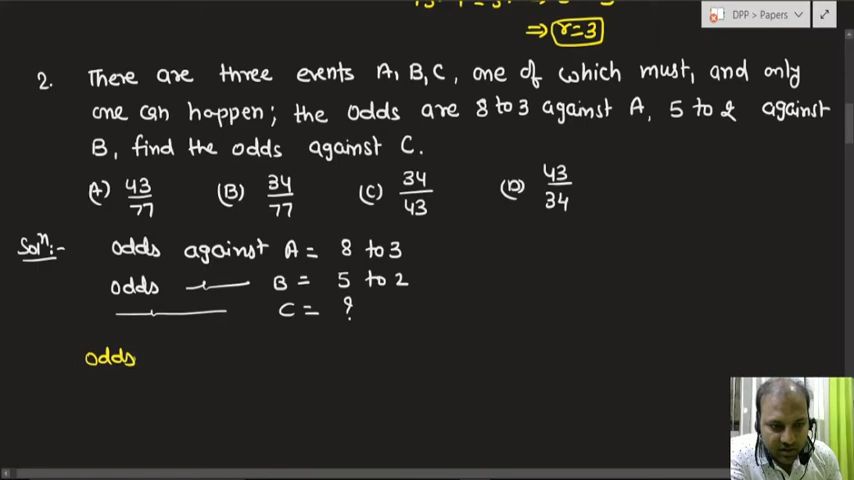 ⇒ r=3
DPP > Papers
2. There are three events A, B, C, one of which must, and only
one can happen; the odds are 8 to 3 against A, 5 to 2 against
B, find the odds against C.
(A) 43/77 (B) 34/77 (C) 34/43 (D) 43/34
Solⁿ:- odds against A = 8 to 3
odds B = 5 to 2
C = ?
odds